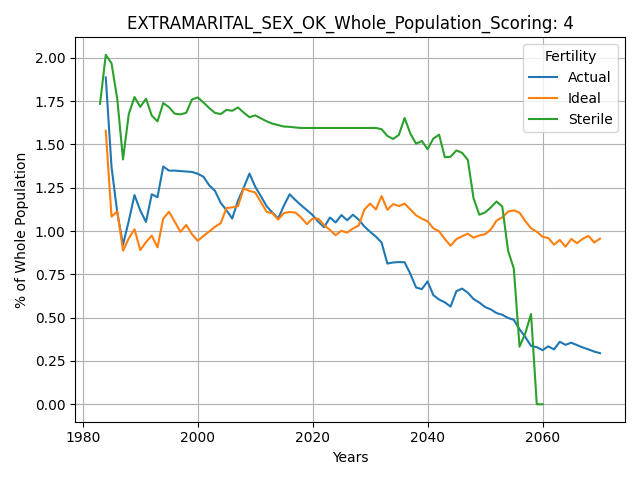 EXTRAMARITAL_SEX_OK_Whole_Population_Scoring: 4
Fertility
Actual
Ideal
Sterile
% of Whole Population
2.00
1.75
1.50
1.25
1.00
0.75
0.50
0.25
0.00
1980 2000 2020 2040 2060
Years